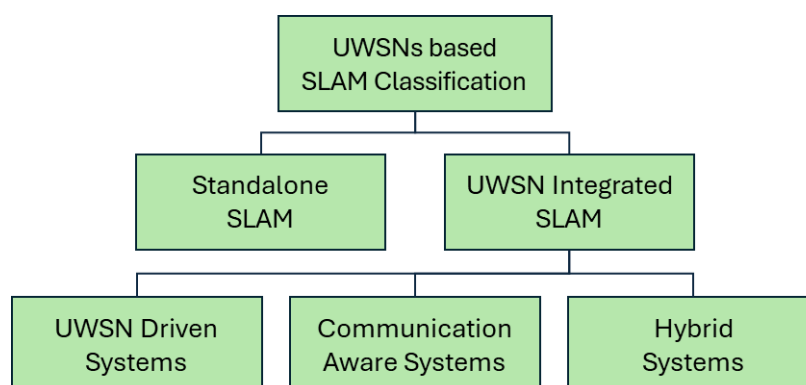 UWSNs based
SLAM Classification
Standalone
SLAM
UWSN Integrated
SLAM
UWSN Driven
Systems
Communication
Aware Systems
Hybrid
Systems